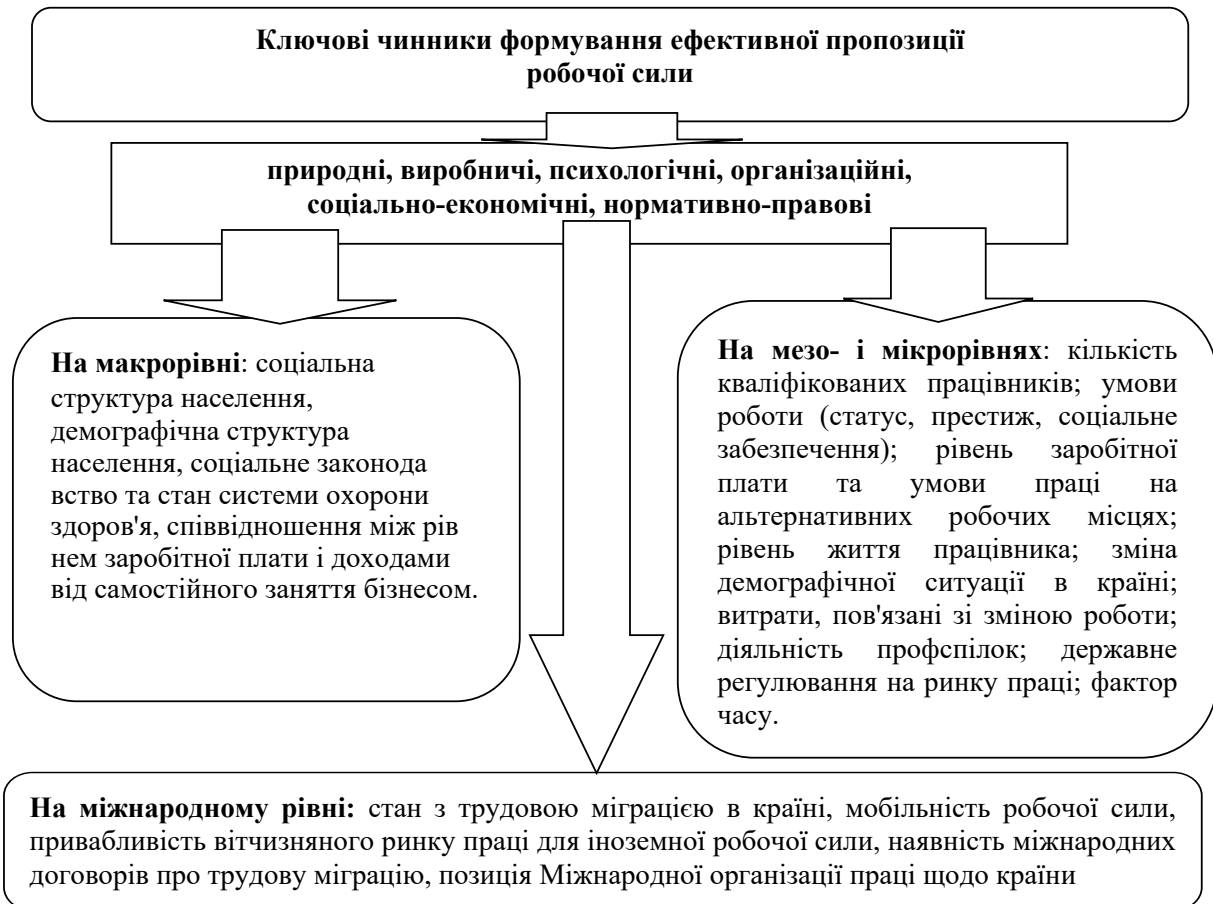 Ключові чинники формування ефективної пропозиції
робочої сили
природні, виробничі, психологічні, організаційні,
соціально-економічні, нормативно-правові
На макрорівні: соціальна
структура населення,
демографічна структура
населення, соціальне законода
вство та стан системи охорони
здоров'я, співвідношення між рів
нем заробітної плати і доходами
від самостійного заняття бізнесом.
На мезо- і мікрорівнях: кількість
кваліфікованих працівників; умови
роботи (статус, престиж, соціальне
забезпечення); рівень заробітної
плати та умови праці на
альтернативних робочих місцях;
рівень життя працівника; зміна
демографічної ситуації в країні;
витрати, пов'язані зі зміною роботи;
діяльність профспілок; державне
регулювання на ринку праці; фактор
часу.
На міжнародному рівні: стан з трудовою міграцією в країні, мобільність робочої сили,
привабливість вітчизняного ринку праці для іноземної робочої сили, наявність міжнародних
договорів про трудову міграцію, позиція Міжнародної організації праці щодо країни